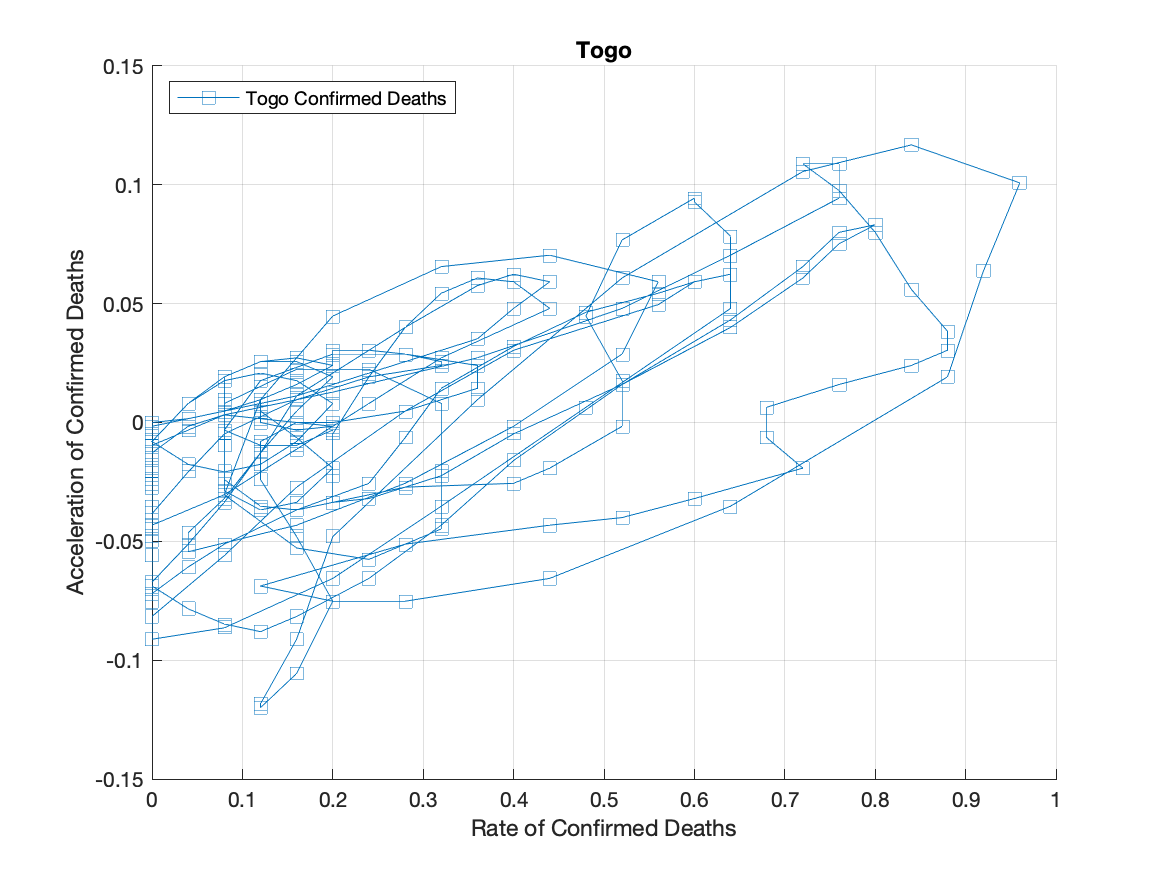 Togo
0.15
Togo Confirmed Deaths
0.1
0.05
0
-0.05
-0.1
-0.15
Acceleration of Confirmed Deaths
0 0.1 0.2 0.3 0.4 0.5 0.6 0.7 0.8 0.9 1
Rate of Confirmed Deaths